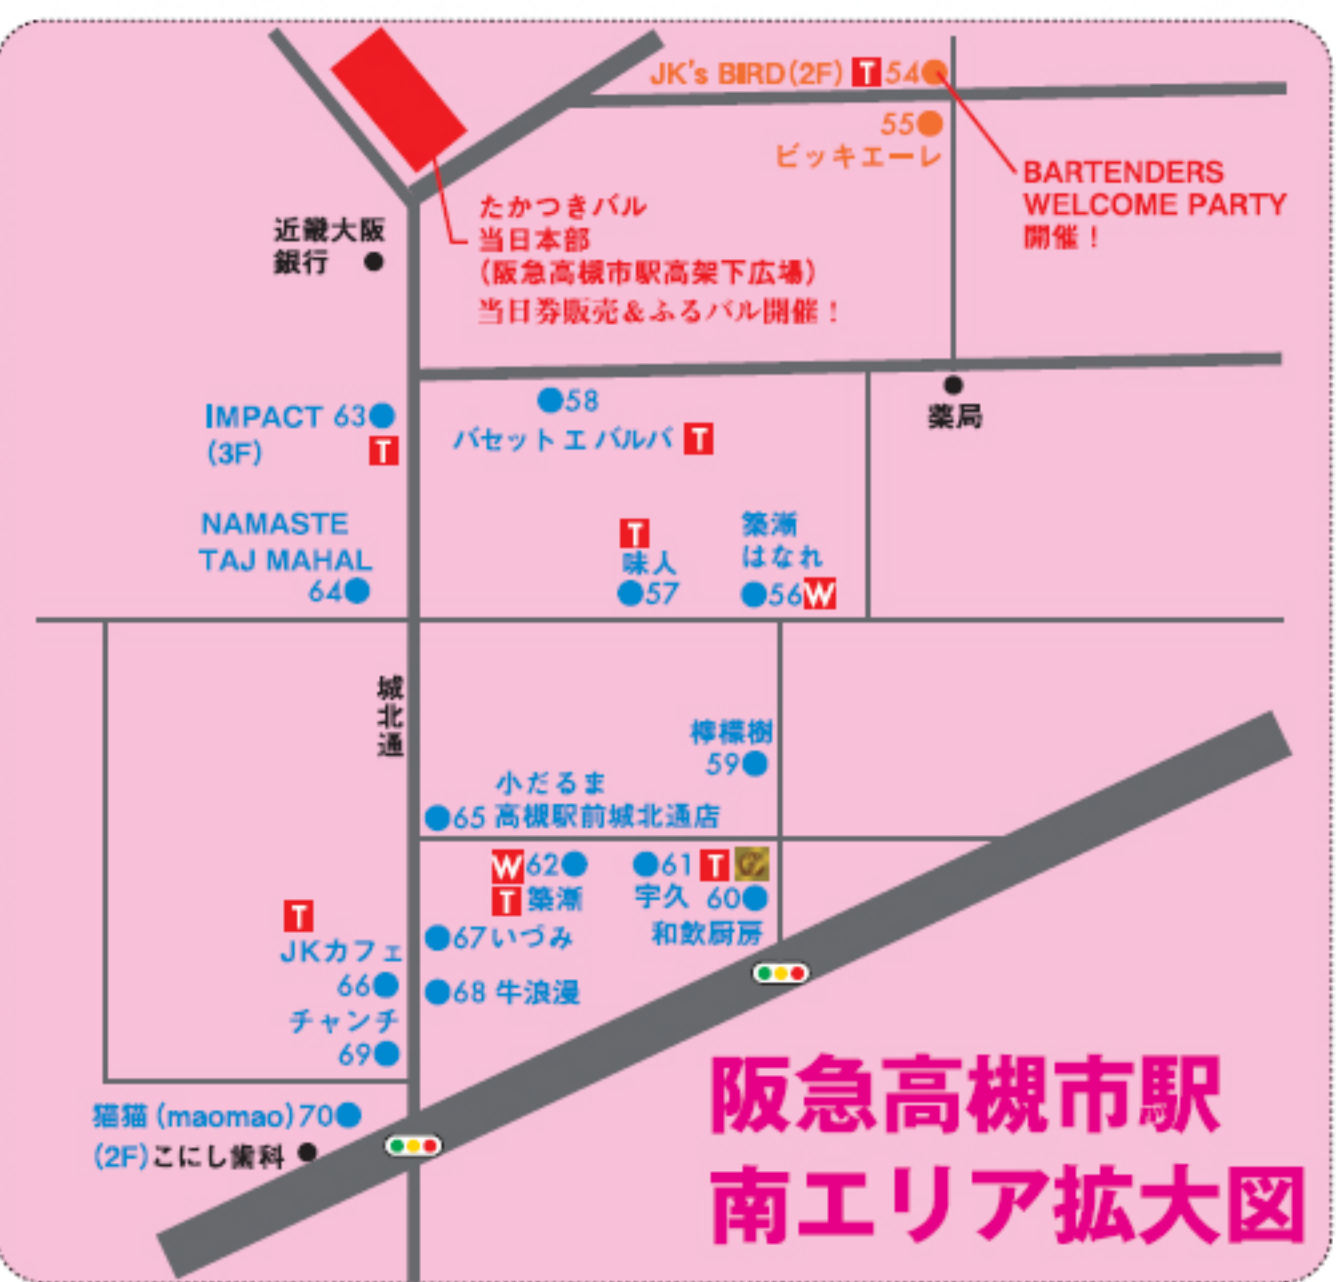 JK's BIRD(2F) T 54
55
ビッキエーレ
BARTENDERS
WELCOME PARTY
開催！
たかつきバル
当日本部
（阪急高槻市駅高架下広場）
当日券販売＆ふるバル開催！
近畿大阪
銀行
薬局
IMPACT 63
(3F) T
58
バセット エ バルバ T
NAMASTE
TAJ MAHAL
64
T
味人
57
築漸
はなれ
56 W
城北通
檸檬樹
59
小だるま
65 高槻駅前城北通店
W 62
T 築漸
61 T
宇久 60
和飲厨房
67 いづみ
68 牛浪漫
T
JKカフェ
66
チャンチ
69
猫猫 (maomao) 70
(2F) こにし歯科
阪急高槻市駅
南エリア拡大図